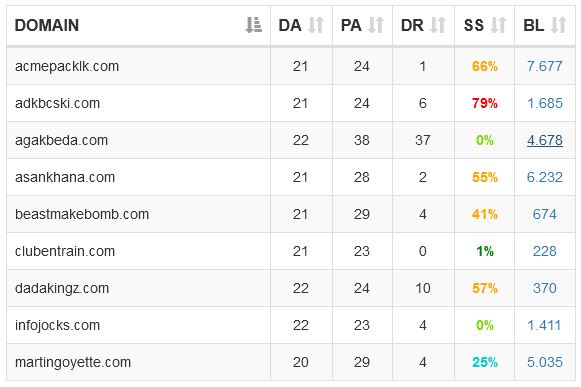 DOMAIN DA PA DR SS BL
acmepacklk.com 21 24 1 66% 7.677
adkbcski.com 21 24 6 79% 1.685
agakbeda.com 22 38 37 0% 4.678
asankhana.com 21 28 2 55% 6.232
beastmakebomb.com 21 29 4 41% 674
clubentrain.com 21 23 0 1% 228
dadakingz.com 22 24 10 57% 370
infojocks.com 22 23 4 0% 1.411
martingoyette.com 20 29 4 25% 5.035